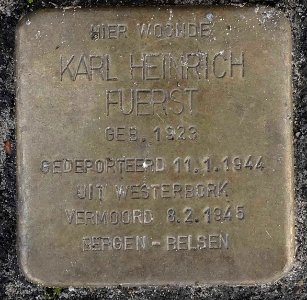 HIER WOONDE
KARL HEINRICH
FUERST
GEB. 1923
GEDEPORTEERD 11.1.1944
UIT WESTERBORK
VERMOORD 8.2.1945
BERGEN-BELSEN